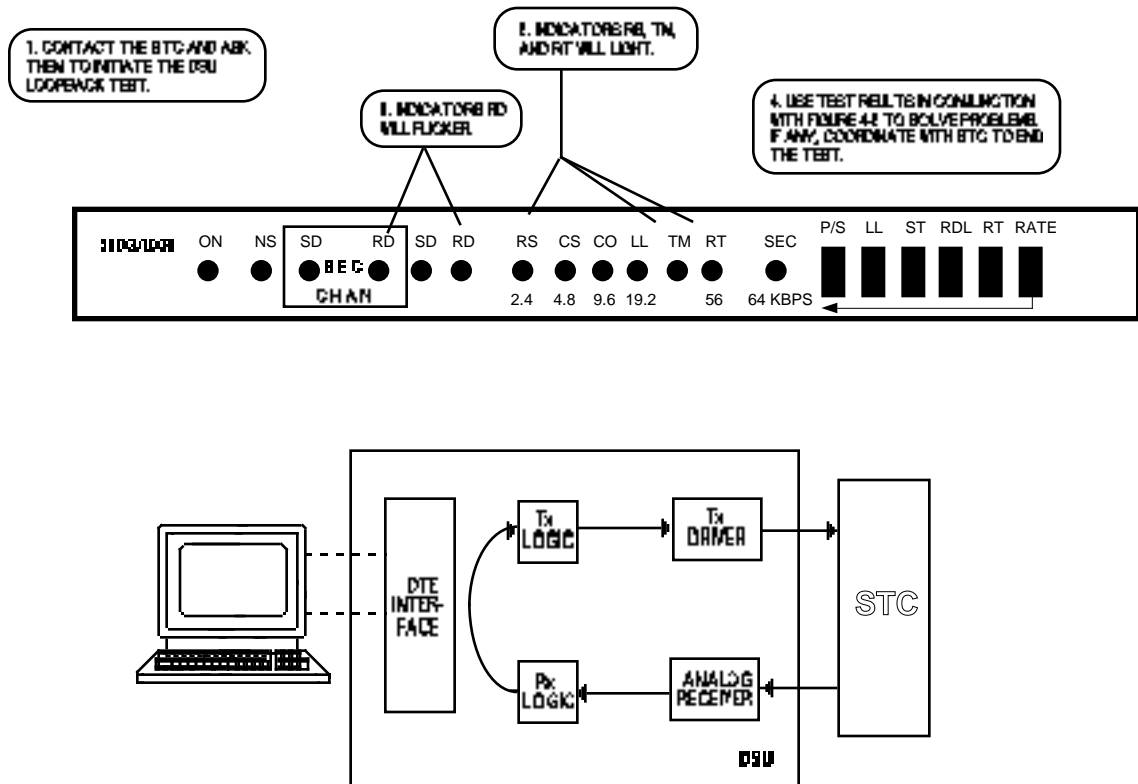 1. CONTACT THE STC AND ASK
THEM TO INITIATE THE DSU
LOOPBACK TEST.
2. INDICATORS RS, TM,
AND RT WILL LIGHT.
3. INDICATORS RD
WILL FLICKER
4. USE TEST RESULTS IN CONJUNCTION
WITH FIGURE TO SOLVE PROBLEMS,
IF ANY, COORDINATE WITH STC TO END
THE TEST.
ON NS SD RD SD RD RS CS CO LL TM RT SEC P/S LL ST RDL RT RATE
SEC
CHAN
2.4 4.8 9.6 19.2 56 64 KBPS
Tx
LOGIC
Tx
DRIVER
DTE
INTER-
FACE
STC
Rx
LOGIC
ANALOG
RECEIVER
DSU